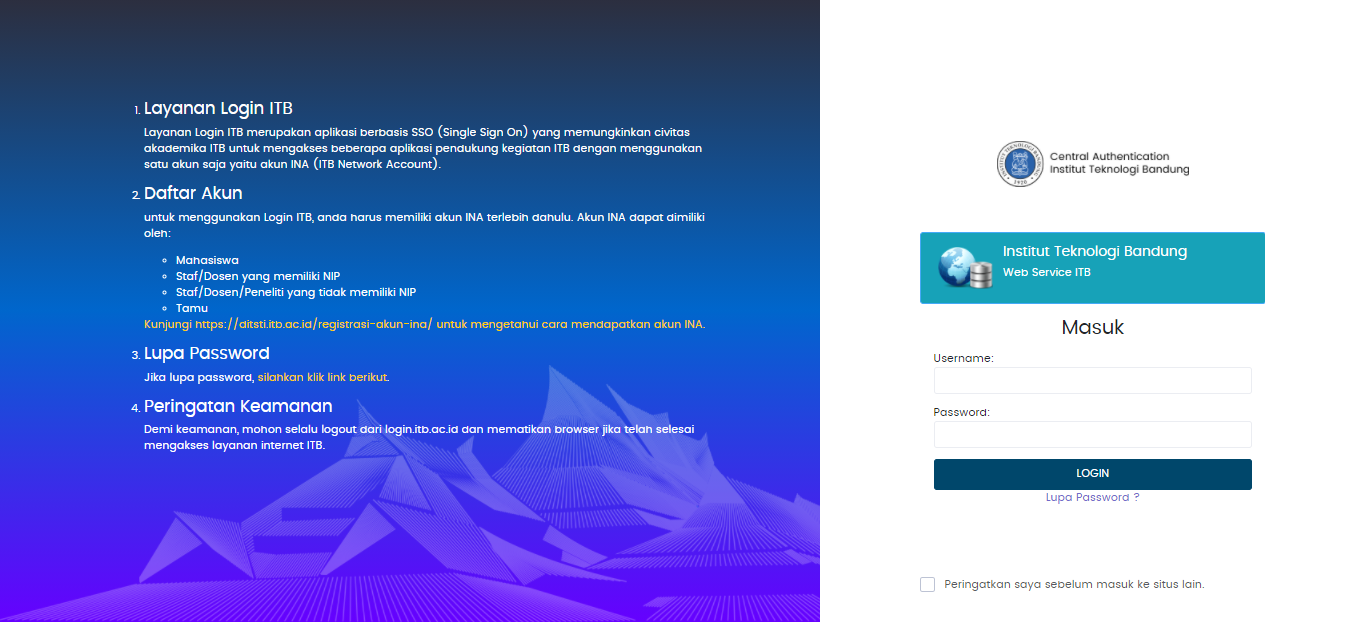 1. Layanan Login ITB
Layanan Login ITB merupakan aplikasi berbasis SSO (Single Sign On) yang memungkinkan civitas
akademika ITB untuk mengakses beberapa aplikasi pendukung kegiatan ITB dengan menggunakan
satu akun saja yaitu akun INA (ITB Network Account).
2. Daftar Akun
untuk menggunakan Login ITB, anda harus memiliki akun INA terlebih dahulu. Akun INA dapat dimiliki
oleh:
Mahasiswa
Staf/Dosen yang memiliki NIP
Staf/Dosen/Peneliti yang tidak memiliki NIP
Tamu
Kunjungi https://ditsti.itb.ac.id/registrasi-akun-ina/ untuk mengetahui cara mendapatkan akun INA.
3. Lupa Password
Jika lupa password, silahkan klik link berikut.
4. Peringatan Keamanan
Demi keamanan, mohon selalu logout dari login.itb.ac.id dan mematikan browser jika telah selesai
mengakses layanan internet ITB.
INSTITUT TEKNOLOGI BANDUNG
1920
Central Authentication
Institut Teknologi Bandung
Institut Teknologi Bandung
Web Service ITB
Masuk
Username:
Password:
LOGIN
Lupa Password ?
Peringatkan saya sebelum masuk ke situs lain.